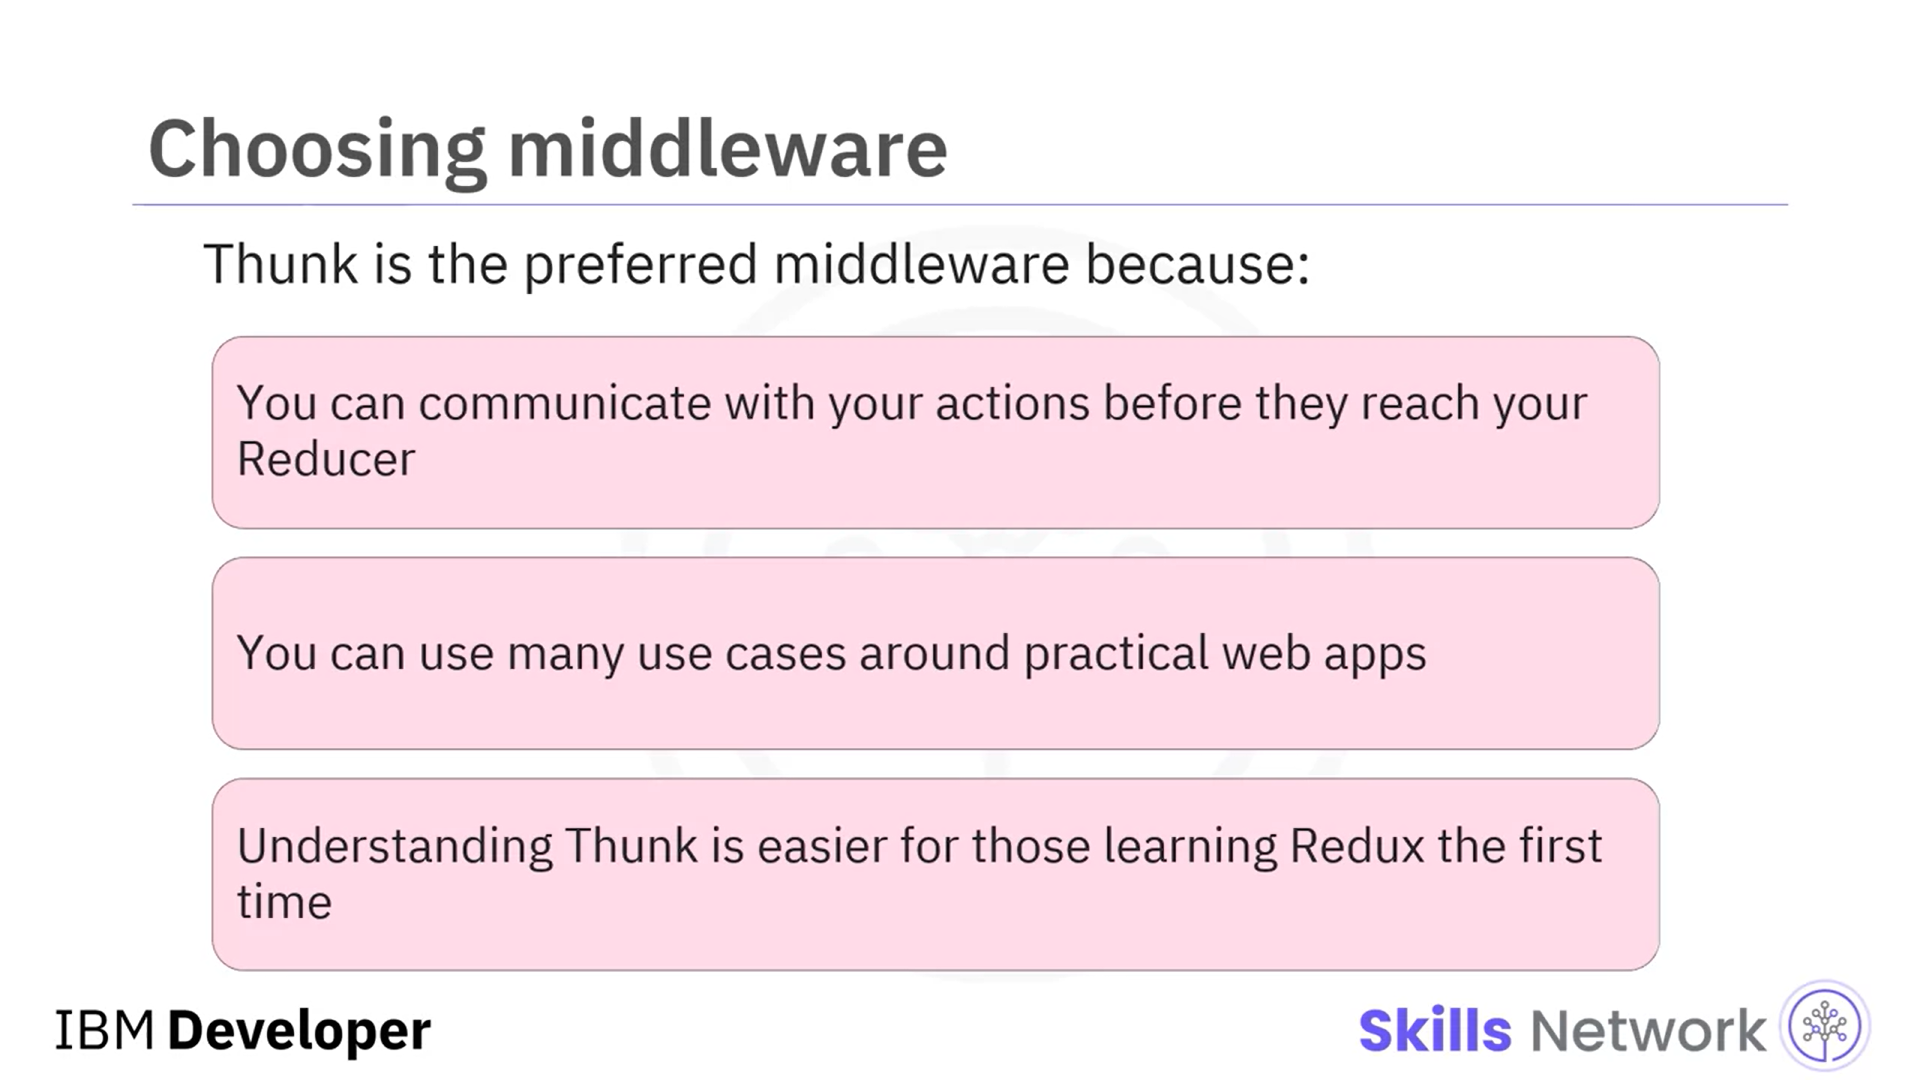 Choosing middleware
Thunk is the preferred middleware because:
You can communicate with your actions before they reach your
Reducer
You can use many use cases around practical web apps
Understanding Thunk is easier for those learning Redux the first
time
IBM Developer
Skills Network